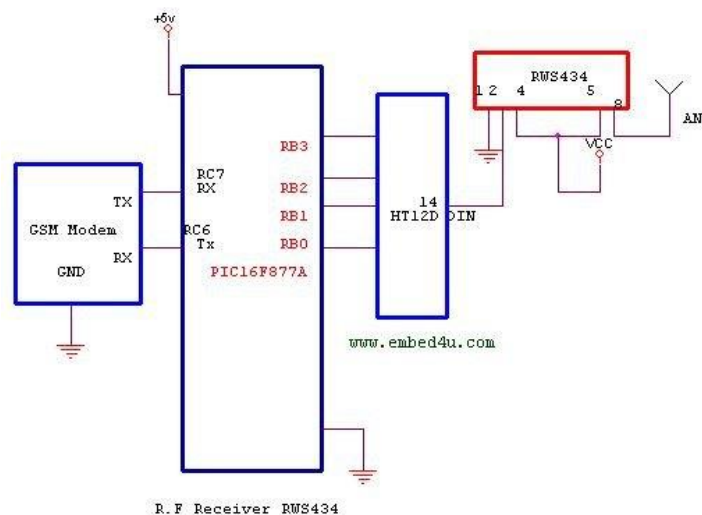 +5v
RWS434
1 2 4 5 8
AN
VCC
RB3
RC7
RX
RB2
TX
14
RB1
HT12D DIN
GSM Modem
RC6
Tx
RB0
RX
GND
PIC16F877A
www.embed4u.com
R.F Receiver RWS434